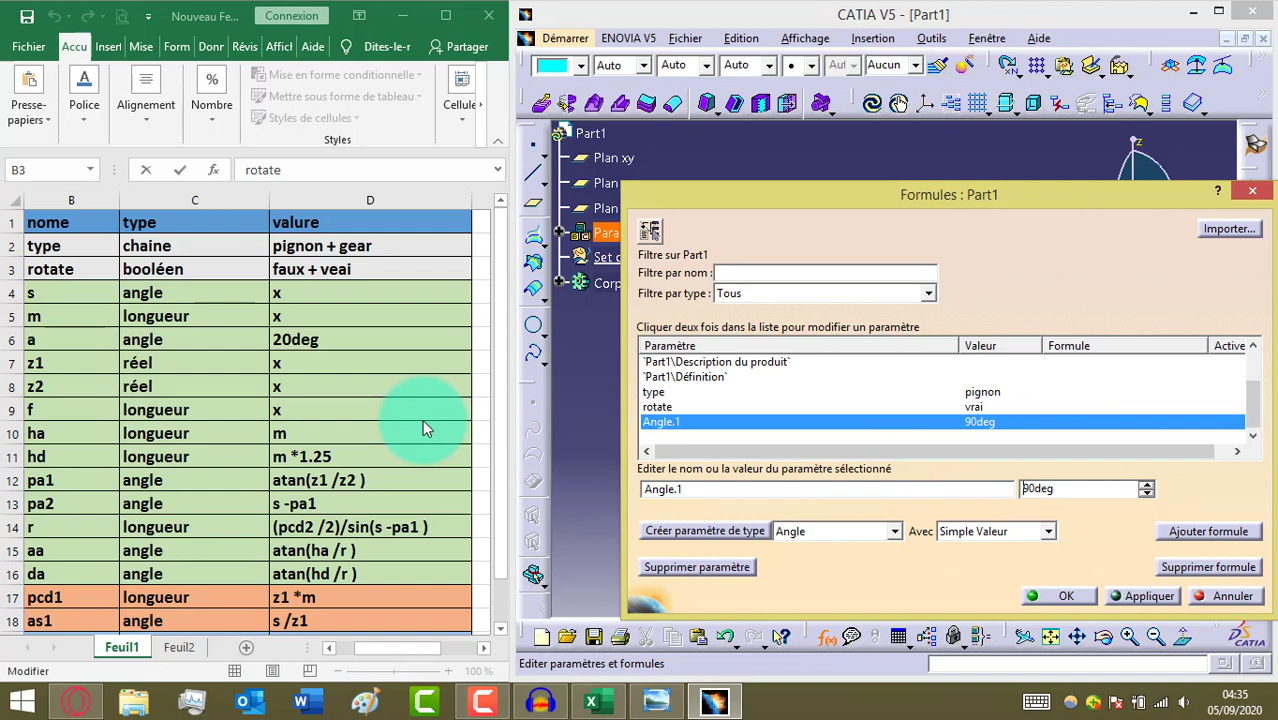 Nouveau Fe...
Connexion
Fichier Accu Insert Mise Form Donr Révis Affich Aide Dites-le-r Partager
Presse-papiers
Police
Alignement
Nombre
Mise en forme conditionnelle
Mettre sous forme de tableau
Styles de cellules
Styles
Cellule
B3 rotate
B C D
1 nome type valure
2 type chaine pignon + gear
3 rotate booléen faux + veai
4 s angle x
5 m longueur x
6 a angle 20deg
7 z1 réel x
8 z2 réel x
9 f longueur x
10 ha longueur m
11 hd longueur m *1.25
12 pa1 angle atan(z1 /z2 )
13 pa2 angle s -pa1
14 r longueur (pcd2 /2)/sin(s -pa1 )
15 aa angle atan(ha /r )
16 da angle atan(hd /r )
17 pcd1 longueur z1 *m
18 as1 angle s /z1
Feuil1 Feuil2
Modifier 100 %
CATIA V5 - [Part1]
Démarrer ENOVIA V5 Fichier Edition Affichage Insertion Outils Fenêtre Aide
Auto Auto Auto Aut Aucun
Part1
Plan xy
Plan
Plan
Para
Set c
Corp
z
Formules : Part1
?
Importer...
Filtre sur Part1
Filtre par nom :
Filtre par type : Tous
Cliquer deux fois dans la liste pour modifier un paramètre
Paramètre Valeur Formule Active
`Part1\Description du produit`
`Part1\Définition`
type pignon
rotate vrai
Angle.1 90deg
Editer le nom ou la valeur du paramètre sélectionné
Angle.1 90deg
Créer paramètre de type Angle Avec Simple Valeur Ajouter formule
Supprimer paramètre Supprimer formule
OK Appliquer Annuler
f(x)
DS CATIA
Editer paramètres et formules
04:35
05/09/2020